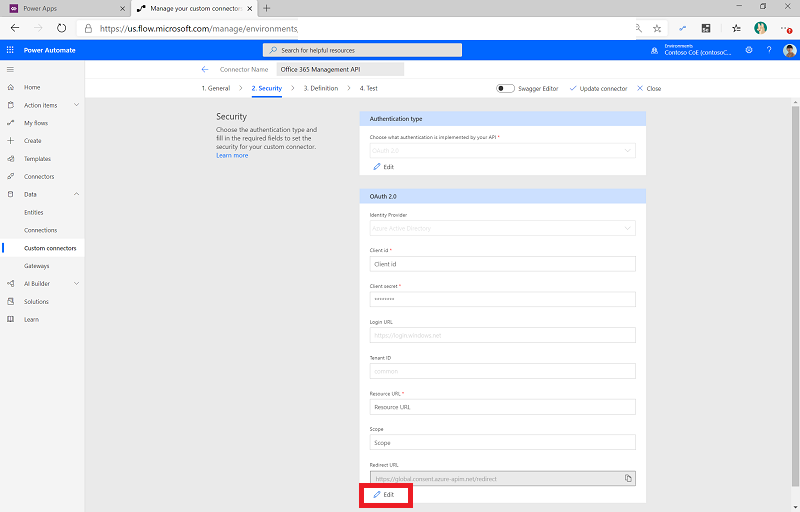 Power Apps
Manage your custom connectors
https://us.flow.microsoft.com/manage/environments
Power Automate
Search for helpful resources
Environments
Contoso CoE (contosoC...
Connector Name
Office 365 Management API
1. General
2. Security
3. Definition
4. Test
Swagger Editor
Update connector
Close
Home
Action items
My flows
Create
Templates
Connectors
Data
Entities
Connections
Custom connectors
Gateways
AI Builder
Solutions
Learn
Security
Choose the authentication type and
fill in the required fields to set the
security for your custom connector.
Learn more
Authentication type
Choose what authentication is implemented by your API *
OAuth 2.0
Edit
OAuth 2.0
Identity Provider
Azure Active Directory
Client id *
Client id
Client secret *
********
Login URL
https://login.windows.net
Tenant ID
common
Resource URL *
Resource URL
Scope
Scope
Redirect URL
https://global.consent.azure-apim.net/redirect
Edit